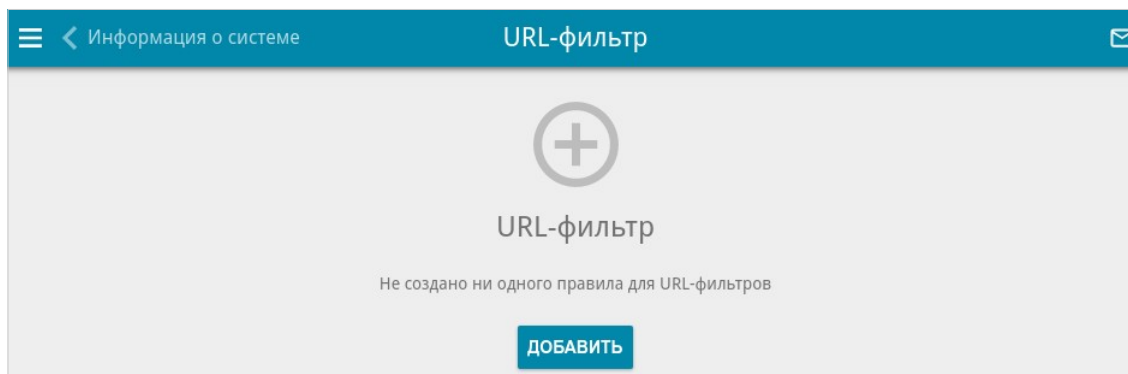 Информация о системе
URL-фильтр
URL-фильтр
Не создано ни одного правила для URL-фильтров
ДОБАВИТЬ